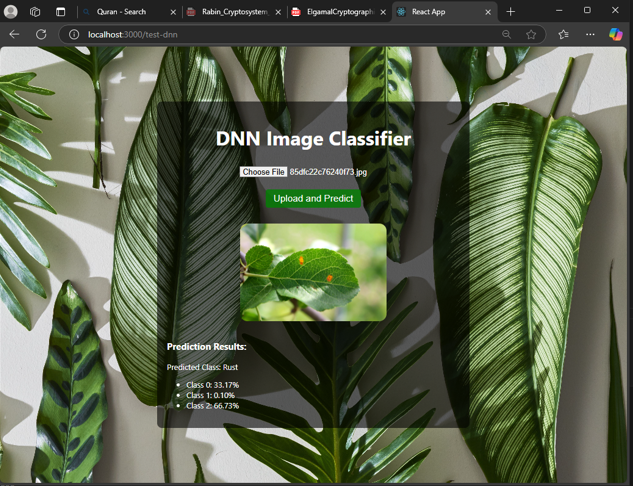 Quran - Search
Rabin_Cryptosystem
ElgamalCryptograph
React App
localhost:3000/test-dnn
DNN Image Classifier
Choose File 85dfc22c76240f73.jpg
Upload and Predict
Prediction Results:
Predicted Class: Rust
Class 0: 33.17%
Class 1: 0.10%
Class 2: 66.73%